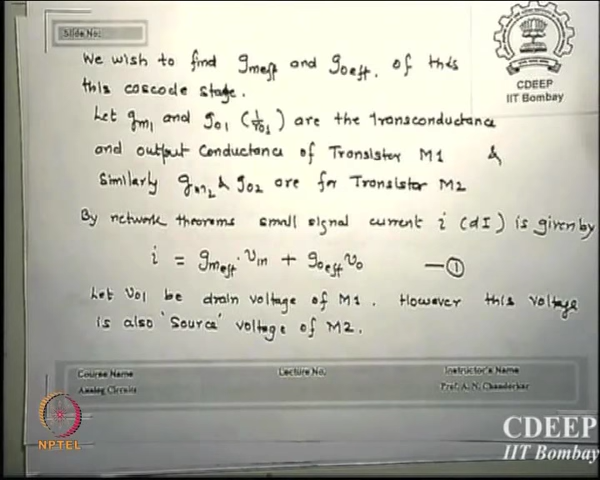 Slide No:
We wish to find gmeff and goeff. of this
this cascode stage.
Let gm1 and go1 (1/ro1) are the transconductance
and output conductance of Transistor M1 &
Similarly gm2 & go2 are for Transistor M2
By network theorems small signal current i (dI) is given by
i = gmeff . vin + goeff vo —①
Let vo1 be drain voltage of M1. However this voltage
is also 'Source' voltage of M2.
CDEEP
IIT Bombay
Course Name
Lecture No.
Instructor's Name
Analog Circuits
Prof. A. N. Chandorkar
NPTEL
CDEEP
IIT Bombay